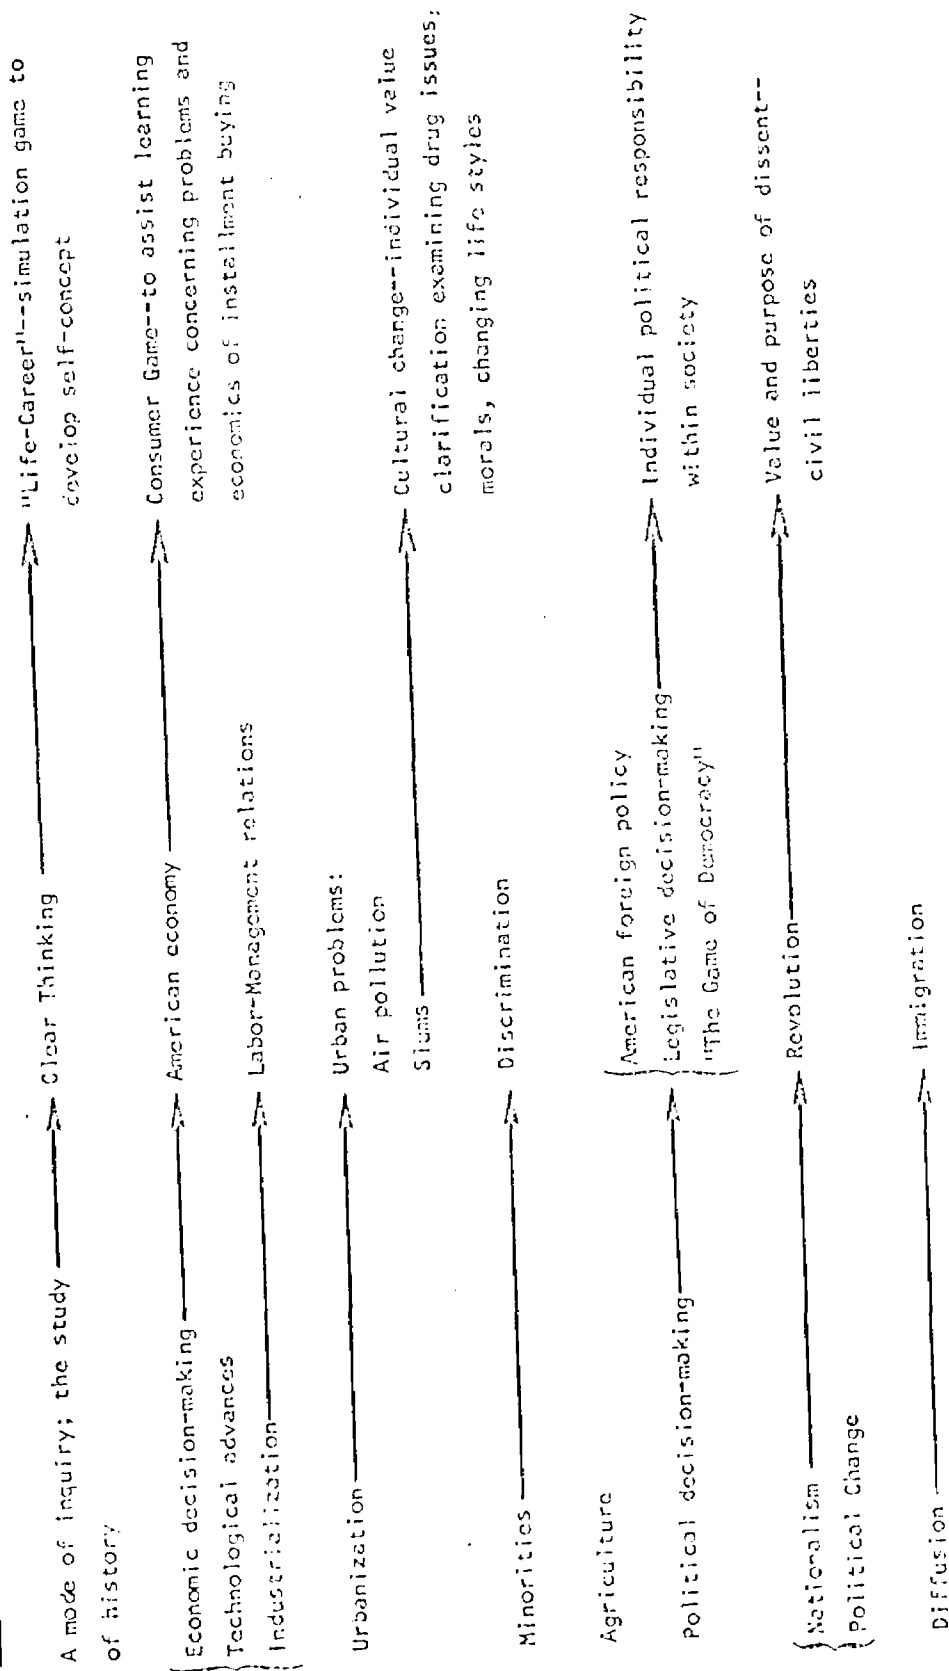 A mode of inquiry; the study
of history
Clear Thinking
"Life-Career"--simulation game to
develop self-concept
Economic decision-making
Technological advances
Industrialization
American economy
Labor-Management relations
Consumer Game--to assist learning
experience concerning problems and
economics of installment buying
Urbanization
Urban problems:
Air pollution
Slums
Cultural change--individual value
clarification examining drug issues,
morals, changing life styles
Minorities
Discrimination
Agriculture
Political decision-making
American foreign policy
Legislative decision-making
"The Game of Democracy"
Individual political responsibility
within society
Nationalism
Political Change
Revolution
Value and purpose of dissent--
civil liberties
Diffusion
Immigration